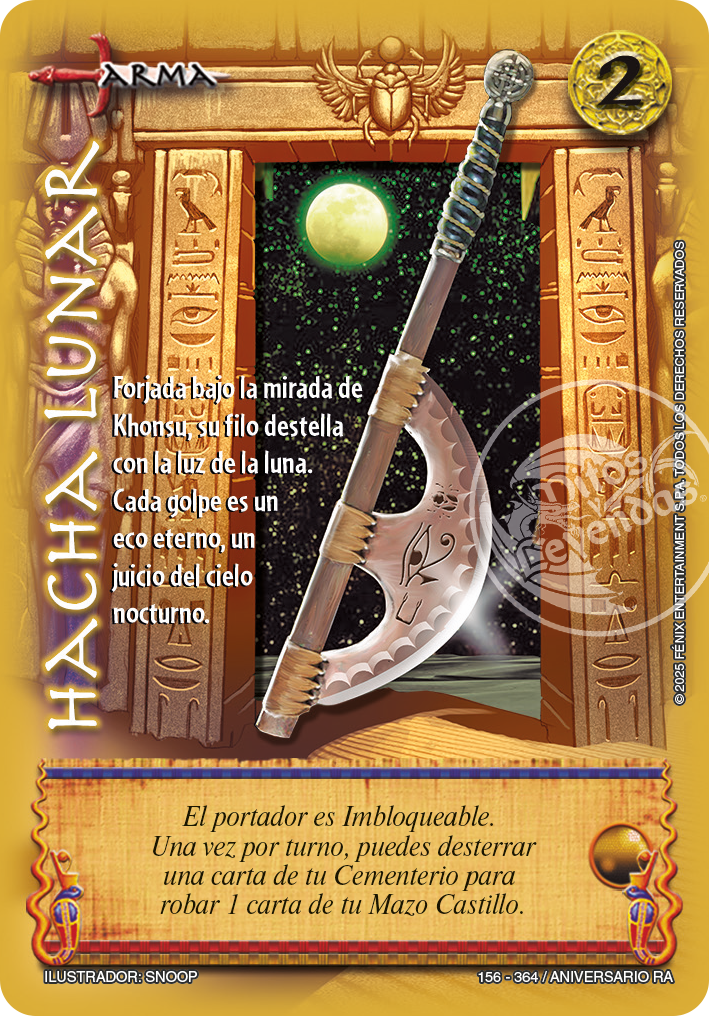 ARMA
2
HACHA LUNAR
Forjada bajo la mirada de
Khonsu, su filo destella
con la luz de la luna.
Cada golpe es un
eco eterno, un
juicio del cielo
nocturno.
© 2025 FÉNIX ENTERTAINMENT S.P.A. TODOS LOS DERECHOS RESERVADOS
Mitos y
Leyendas®
El portador es Imbloqueable.
Una vez por turno, puedes desterrar
una carta de tu Cementerio para
robar 1 carta de tu Mazo Castillo.
ILUSTRADOR: SNOOP
156 - 364 / ANIVERSARIO RA